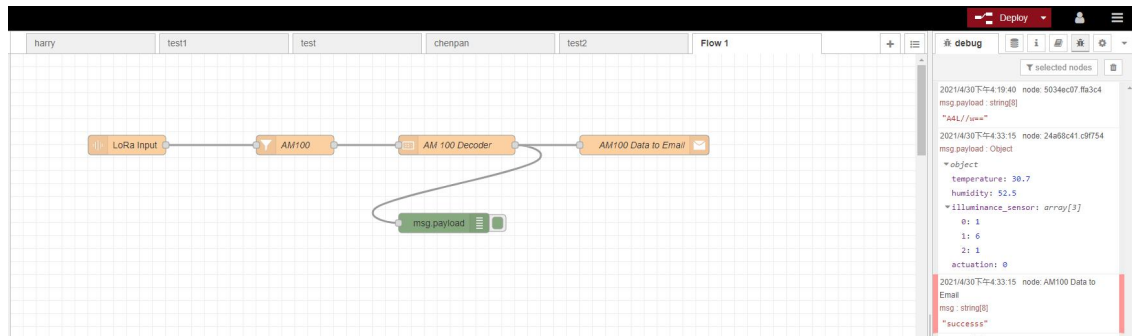 Deploy
harry
test1
test
chenpan
test2
Flow 1
debug
i
selected nodes
LoRa Input
AM100
AM 100 Decoder
AM100 Data to Email
msg.payload
2021/4/30下午4:19:40 node: 5034ec07.ffa3c4
msg.payload : string[8]
"A4L//w=="
2021/4/30下午4:33:15 node: 24a68c41.c9f754
msg.payload : Object
object
temperature: 30.7
humidity: 52.5
illuminance_sensor: array[3]
0: 1
1: 6
2: 1
actuation: 0
2021/4/30下午4:33:15 node: AM100 Data to
Email
msg : string[8]
"successs"